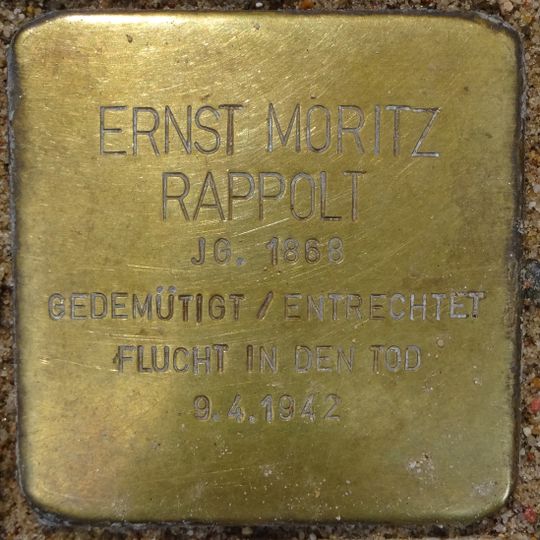 ERNST MORITZ
RAPPOLT
JG. 1868
GEDEMÜTIGT / ENTRECHTET
FLUCHT IN DEN TOD
9.4.1942